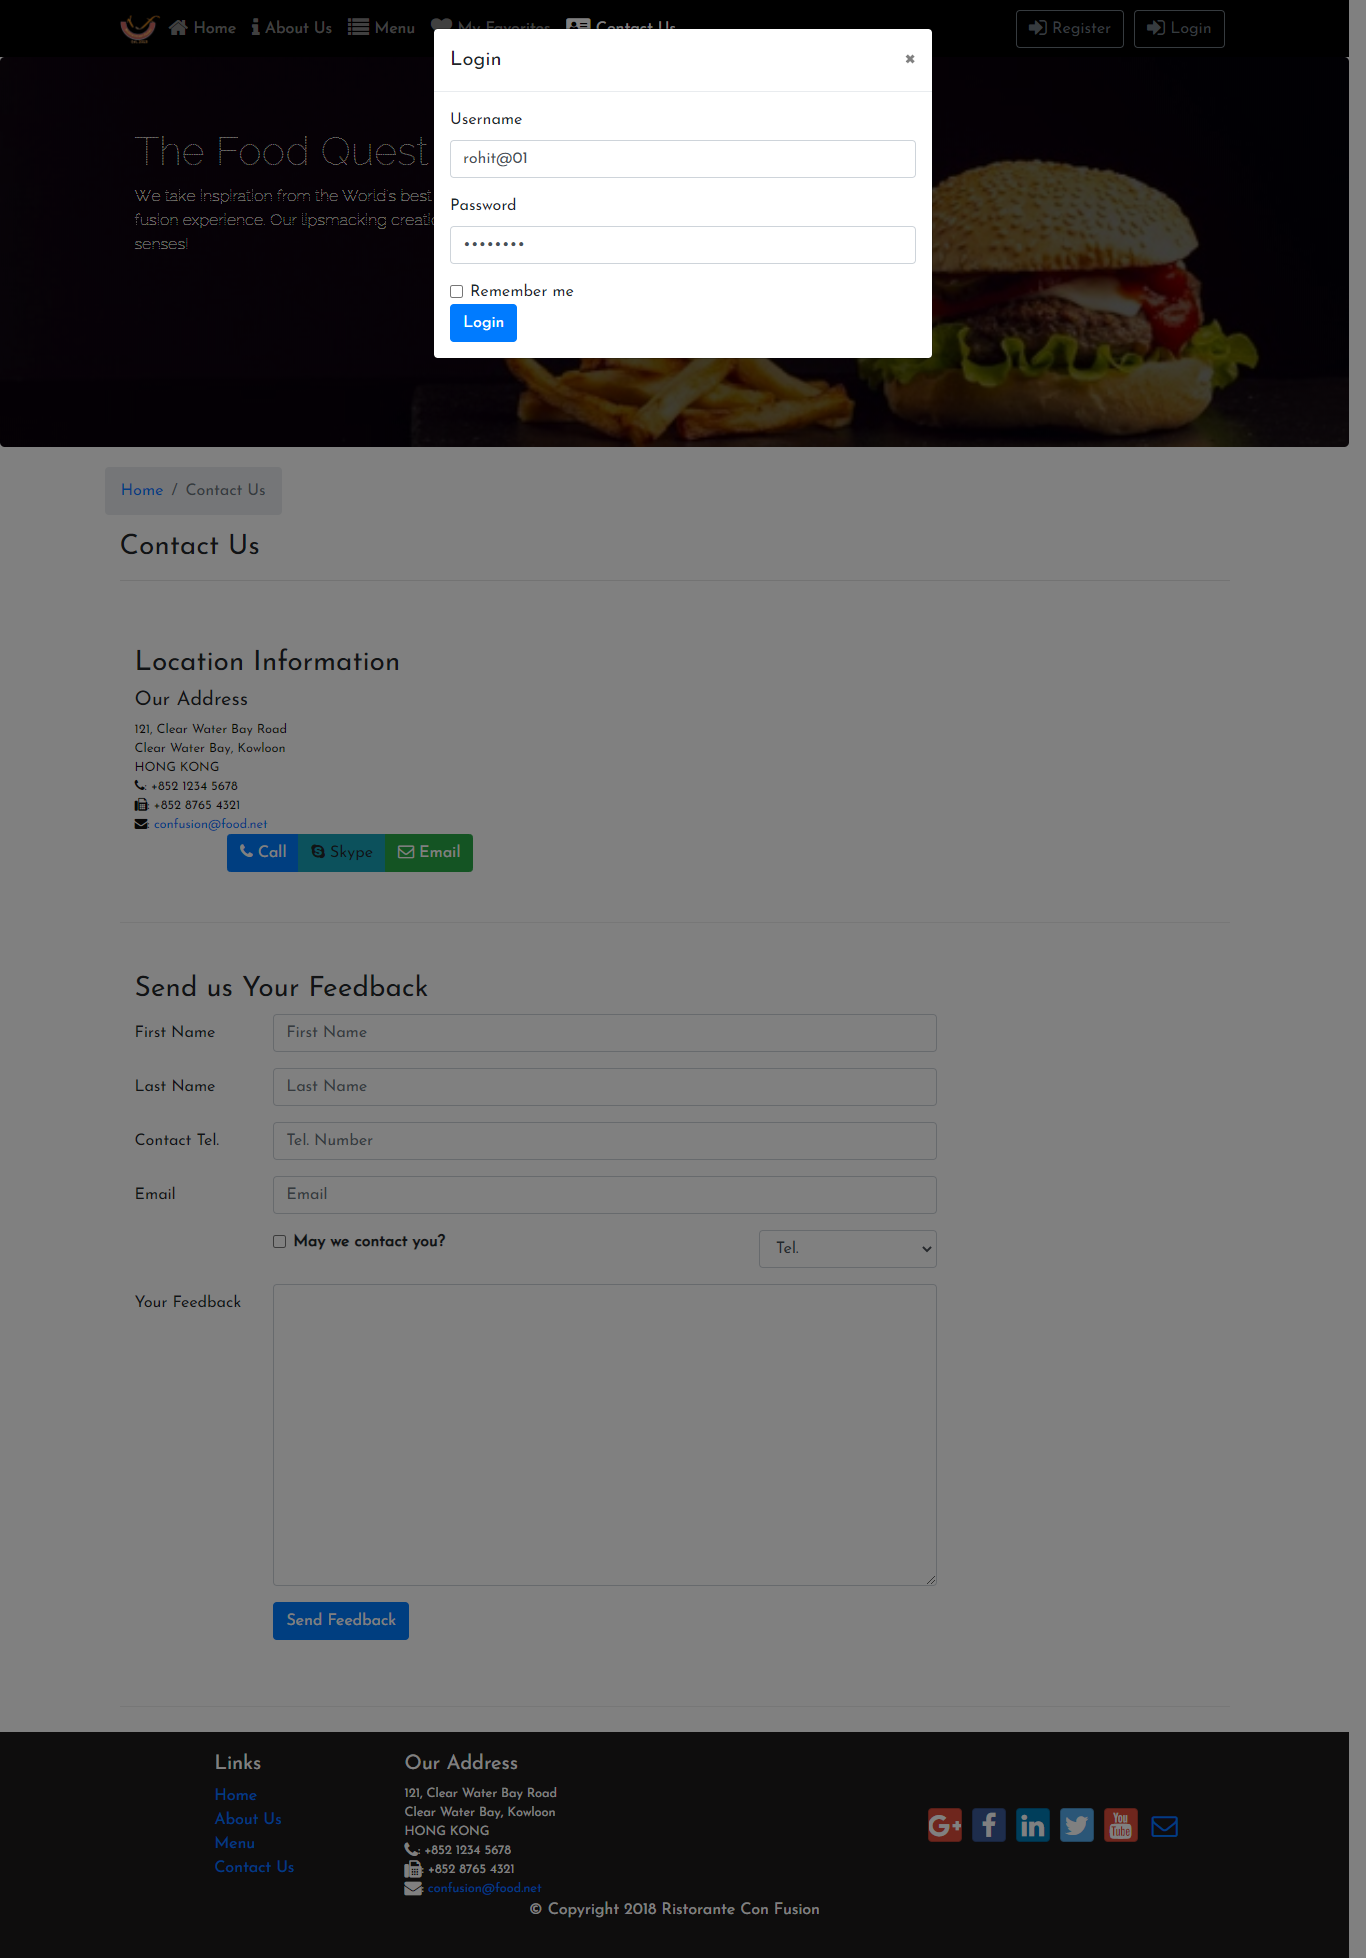 Home
About Us
Menu
My Favorites
Contact Us
Register
Login
Login
×
Username
rohit@01
Password
••••••••
Remember me
Login
The Food Quest
We take inspiration from the World's best
fusion experience. Our lipsmacking
senses!
Home / Contact Us
Contact Us
Location Information
Our Address
121, Clear Water Bay Road
Clear Water Bay, Kowloon
HONG KONG
: +852 1234 5678
: +852 8765 4321
: confusion@food.net
Call
Skype
Email
Send us Your Feedback
First Name
First Name
Last Name
Last Name
Contact Tel.
Tel. Number
Email
Email
May we contact you?
Tel.
Your Feedback
Send Feedback
Links
Home
About Us
Menu
Contact Us
Our Address
121, Clear Water Bay Road
Clear Water Bay, Kowloon
HONG KONG
: +852 1234 5678
: +852 8765 4321
: confusion@food.net
You
Tube
© Copyright 2018 Ristorante Con Fusion